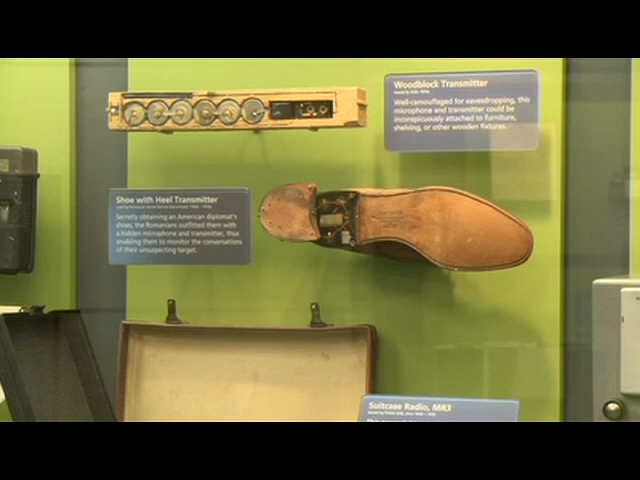 Woodblock Transmitter
Well-camouflaged for eavesdropping, this
microphone and transmitter could be
inconspicuously attached to furniture,
shelving, or other wooden fixtures.
Shoe with Heel Transmitter
Secretly obtaining an American diplomat's
shoes, the Romanians outfitted them with
a hidden microphone and transmitter, thus
enabling them to monitor the conversations
of their unsuspecting target.
Suitcase Radio, MR3